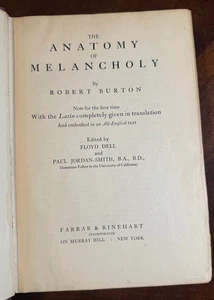 THE
ANATOMY
OF
MELANCHOLY
By
ROBERT BURTON
Now for the first time
With the Latin completely given in translation
And embodied in an All-English text
Edited by
FLOYD DELL
and
PAUL JORDAN-SMITH, B.A., B.D.,
(Sometime Fellow in the University of California)
FARRAR & RINEHART
INCORPORATED
ON MURRAY HILL · NEW YORK